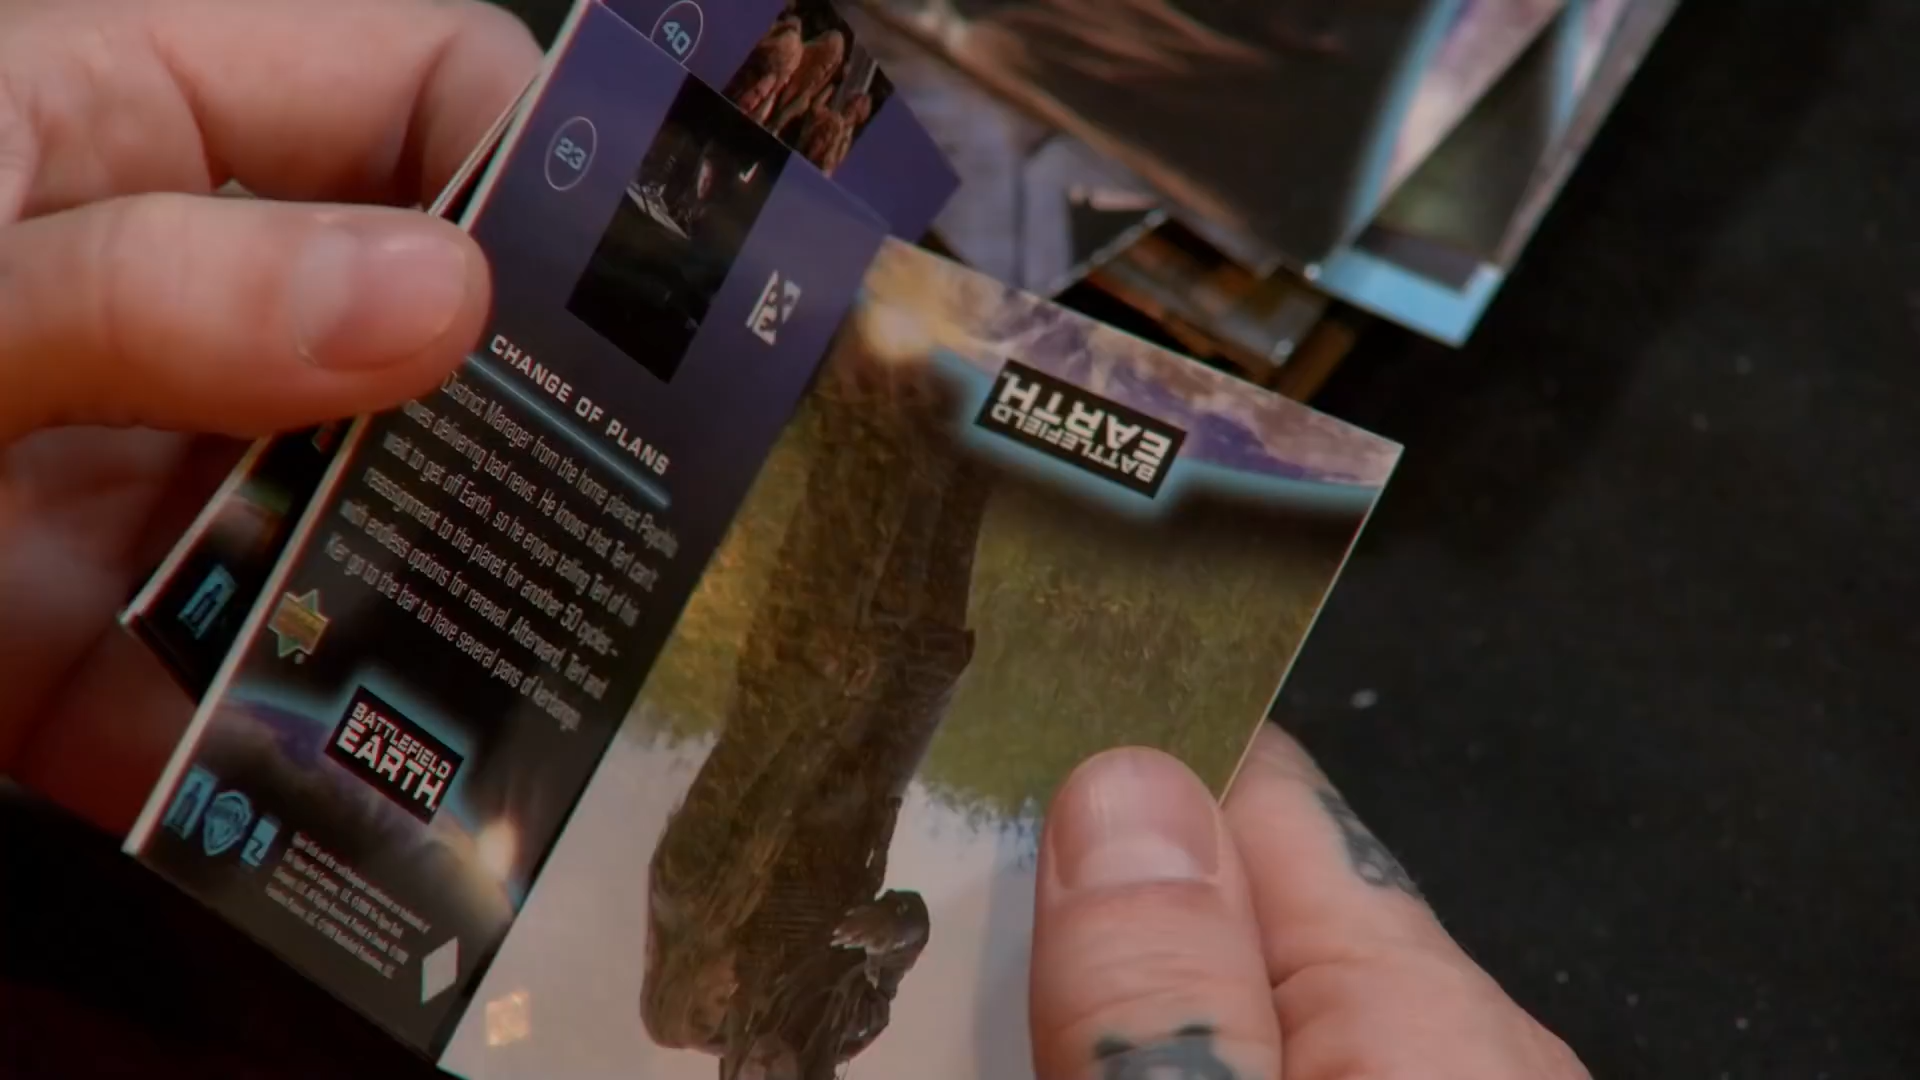 40
23
CHANGE OF PLANS
District Manager from the home planet Psychlo
loves delivering bad news. He knows that Terl can't
wait to get off Earth, so he enjoys telling Terl of his
reassignment to the planet for another 50 cycles –
with endless options for renewal. Afterward, Terl and
Ker go to the bar to have several pans of kerbango.
BATTLEFIELD
EARTH
BATTLEFIELD
EARTH